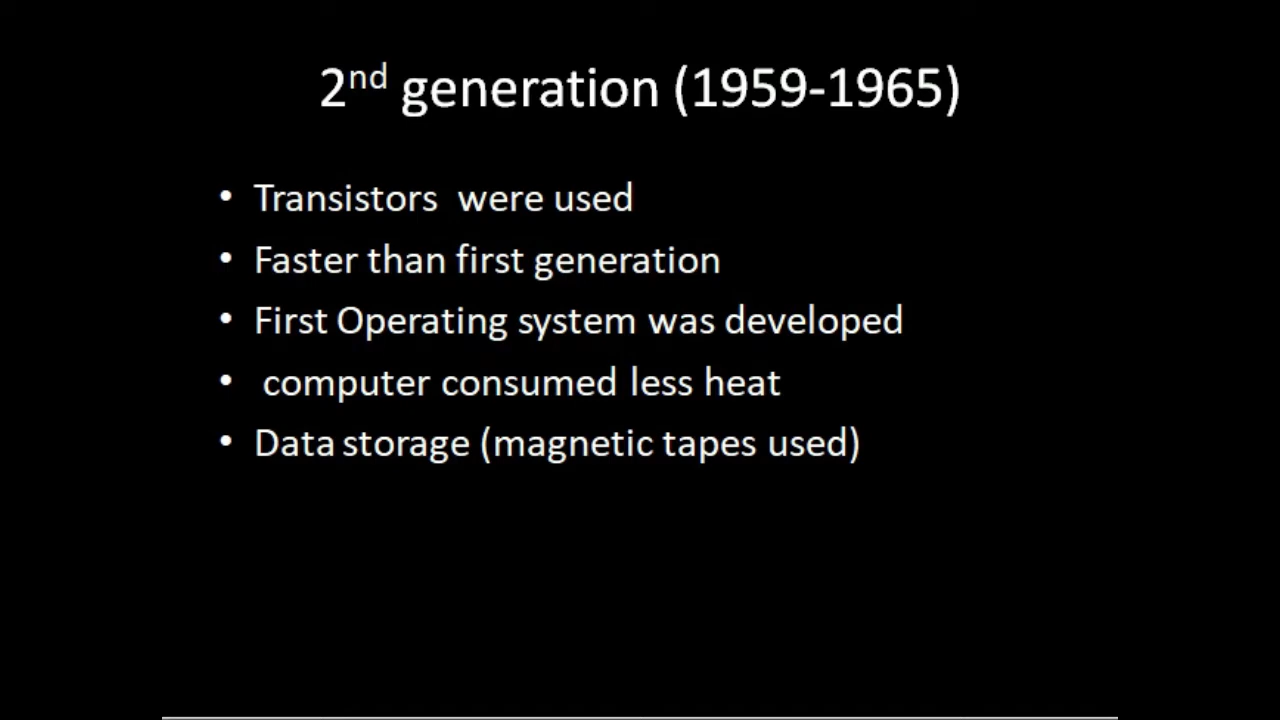 2nd generation (1959-1965)
• Transistors  were used
• Faster than first generation
• First Operating system was developed
•  computer consumed less heat
• Data storage (magnetic tapes used)